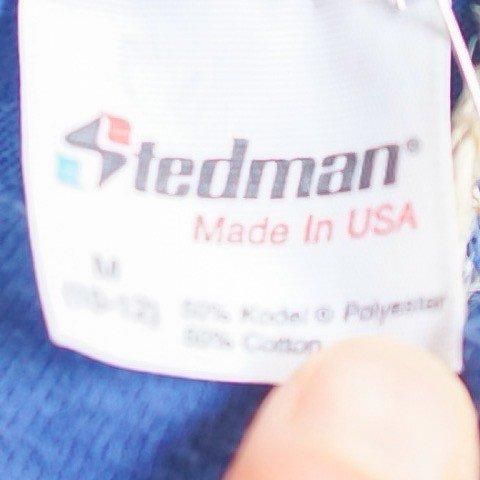 Stedman®
Made In USA
M
(10-12)
50% Kodel ® Polyester
50% Cotton